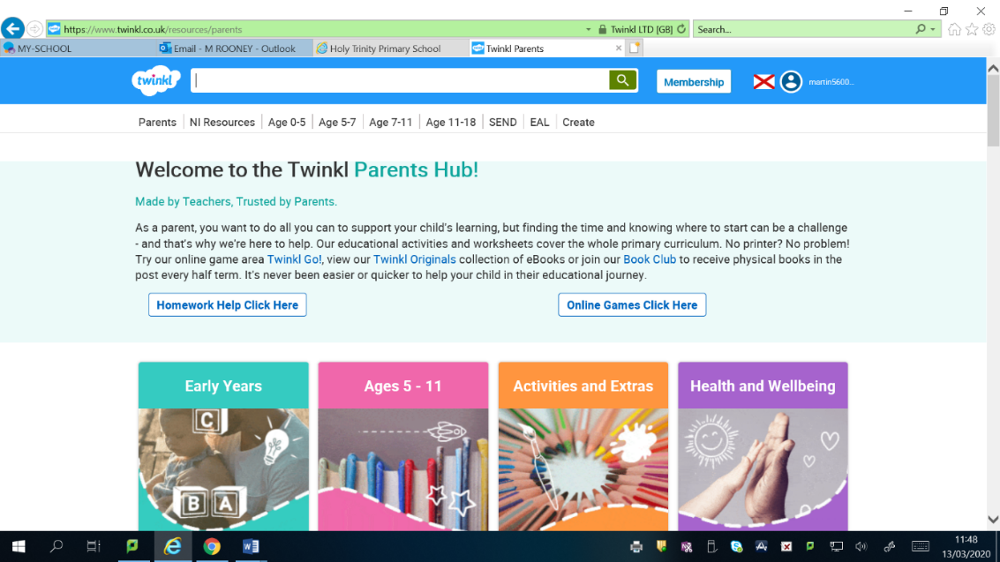 https://www.twinkl.co.uk/resources/parents
Twinkl LTD [GB]
Search...
MY-SCHOOL
Email - M ROONEY - Outlook
Holy Trinity Primary School
Twinkl Parents
twinkl
Membership
martin5600...
Parents
NI Resources
Age 0-5
Age 5-7
Age 7-11
Age 11-18
SEND
EAL
Create
Welcome to the Twinkl Parents Hub!
Made by Teachers, Trusted by Parents.
As a parent, you want to do all you can to support your child's learning, but finding the time and knowing where to start can be a challenge
- and that's why we're here to help. Our educational activities and worksheets cover the whole primary curriculum. No printer? No problem!
Try our online game area Twinkl Go!, view our Twinkl Originals collection of eBooks or join our Book Club to receive physical books in the
post every half term. It's never been easier or quicker to help your child in their educational journey.
Homework Help Click Here
Online Games Click Here
Early Years
Ages 5 - 11
Activities and Extras
Health and Wellbeing
C
B A
11:48
13/03/2020